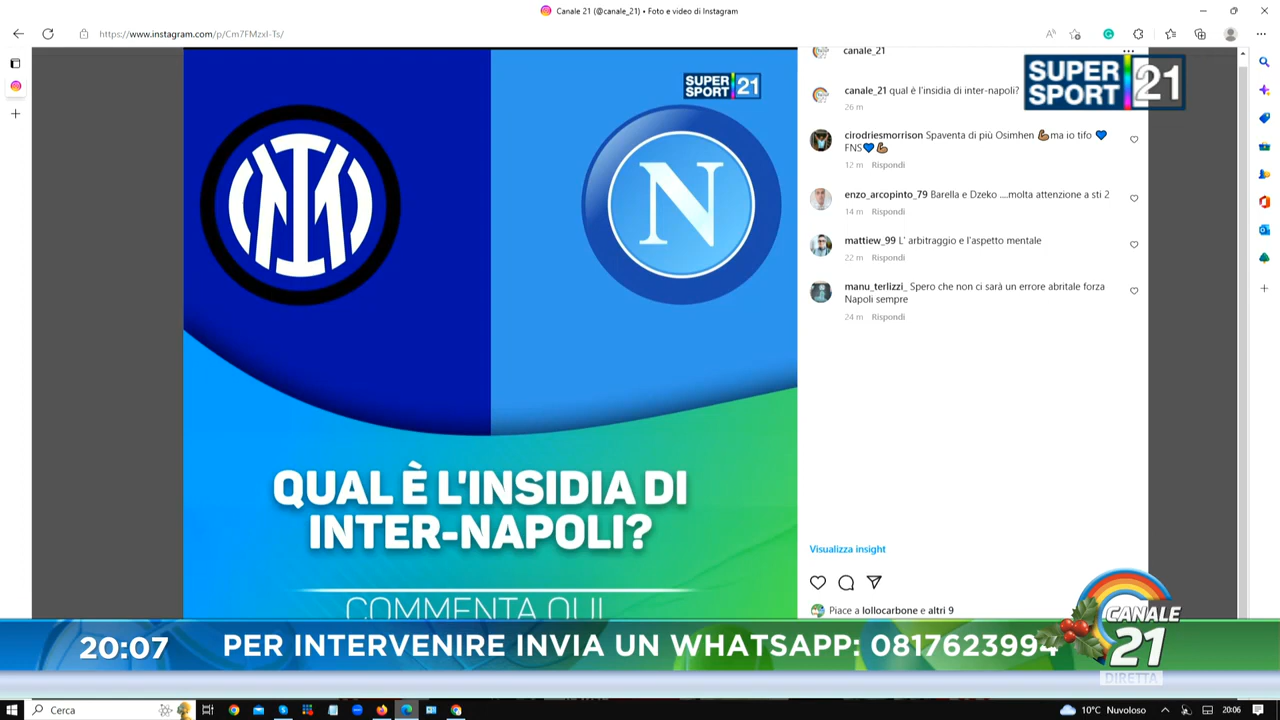 Canale 21 (@canale_21) • Foto e video di Instagram
https://www.instagram.com/p/Cm7FMzxI-Ts/
SUPER
SPORT 21
N
QUAL È L'INSIDIA DI
INTER-NAPOLI?
COMMENTA QUI
canale_21
SUPER
SPORT 21
canale_21 qual è l'insidia di inter-napoli?
26 m
cirodriesmorrison Spaventa di più Osimhen 💪🏽ma io tifo 💙
FNS💙💪🏽
12 m Rispondi
enzo_arcopinto_79 Barella e Dzeko ....molta attenzione a sti 2
14 m Rispondi
mattiew_99 L' arbitraggio e l'aspetto mentale
22 m Rispondi
manu_terlizzi_ Spero che non ci sarà un errore abritale forza
Napoli sempre
24 m Rispondi
Visualizza insight
Piace a lollocarbone e altri 9
20:07
PER INTERVENIRE INVIA UN WHATSAPP: 0817623994
CANALE
21
DIRETTA
Cerca
10°C Nuvoloso
20:06